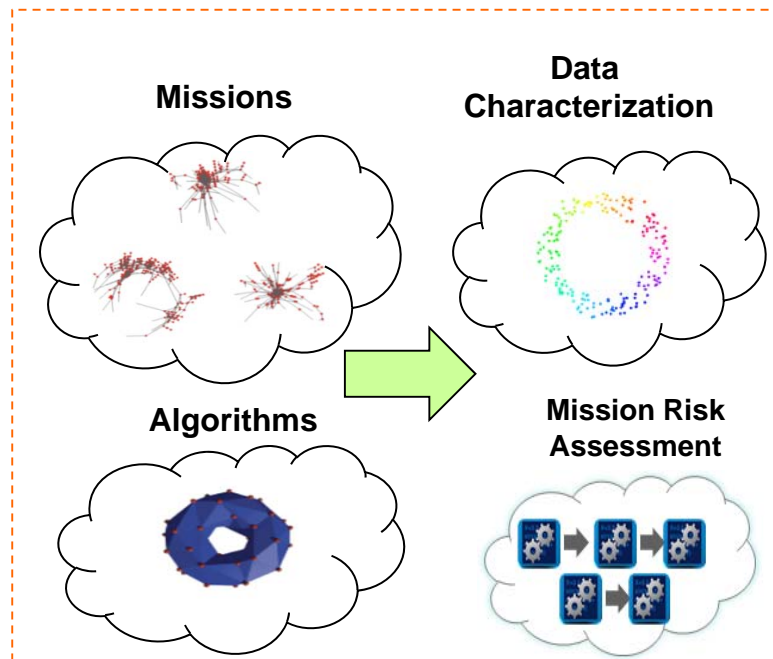 Missions
Data
Characterization
Algorithms
Mission Risk
Assessment